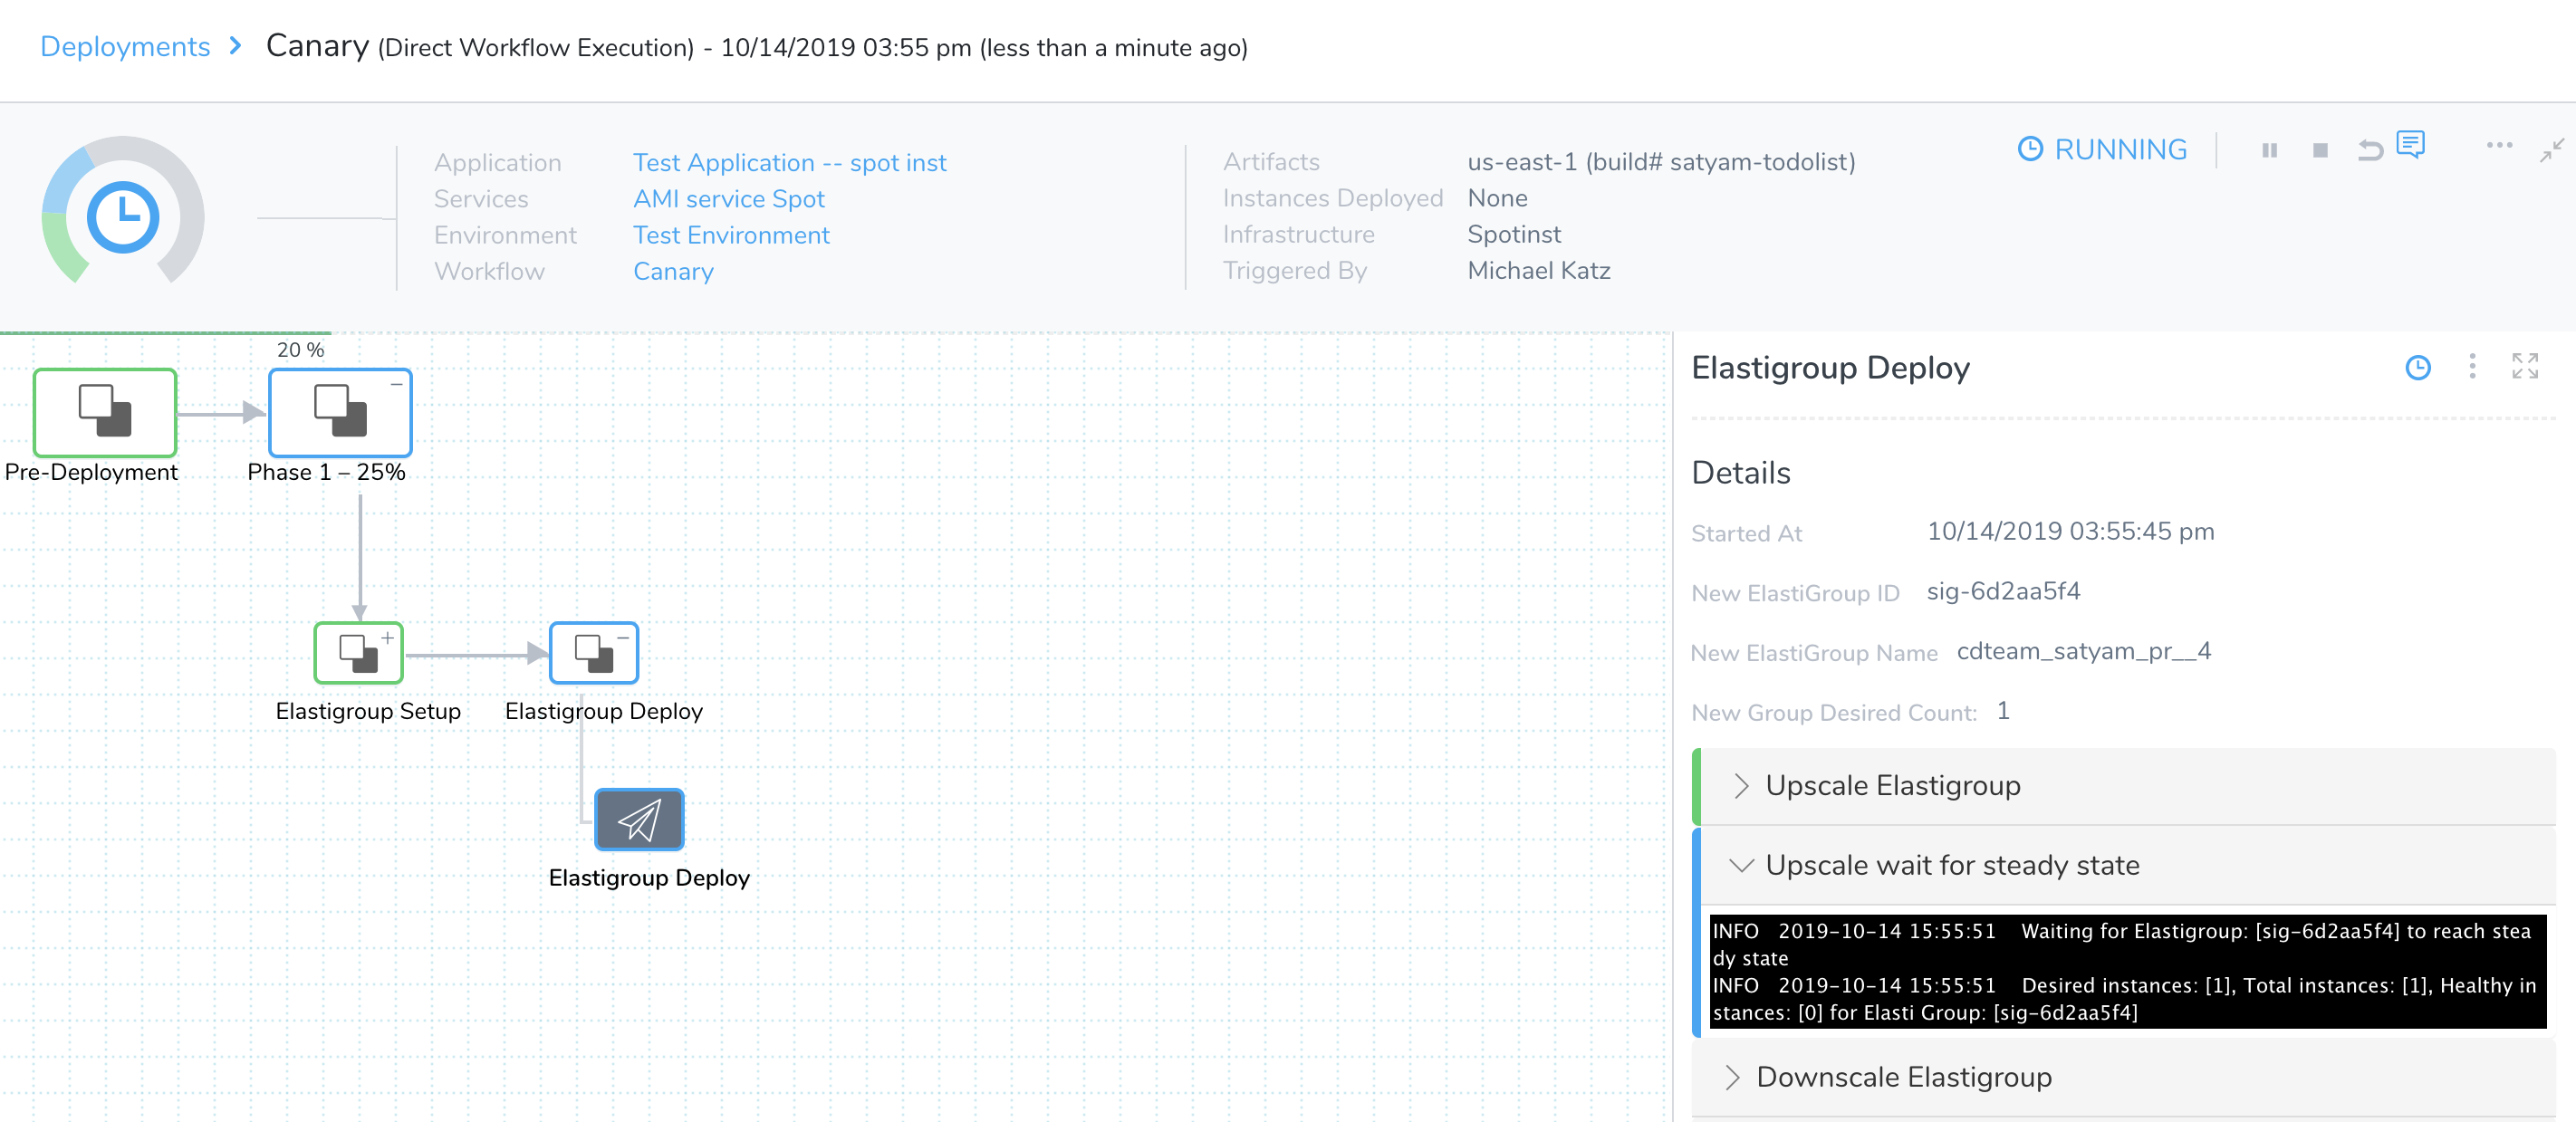 Deployments > Canary (Direct Workflow Execution) - 10/14/2019 03:55 pm (less than a minute ago)
Application Test Application -- spot inst
Services AMI service Spot
Environment Test Environment
Workflow Canary
Artifacts us-east-1 (build# satyam-todolist)
Instances Deployed None
Infrastructure Spotinst
Triggered By Michael Katz
RUNNING
20 %
Pre-Deployment
Phase 1 – 25%
Elastigroup Setup
Elastigroup Deploy
Elastigroup Deploy
Elastigroup Deploy
Details
Started At 10/14/2019 03:55:45 pm
New ElastiGroup ID sig-6d2aa5f4
New ElastiGroup Name cdteam_satyam_pr__4
New Group Desired Count: 1
Upscale Elastigroup
Upscale wait for steady state
INFO 2019-10-14 15:55:51 Waiting for Elastigroup: [sig-6d2aa5f4] to reach stea
dy state
INFO 2019-10-14 15:55:51 Desired instances: [1], Total instances: [1], Healthy in
stances: [0] for Elasti Group: [sig-6d2aa5f4]
Downscale Elastigroup